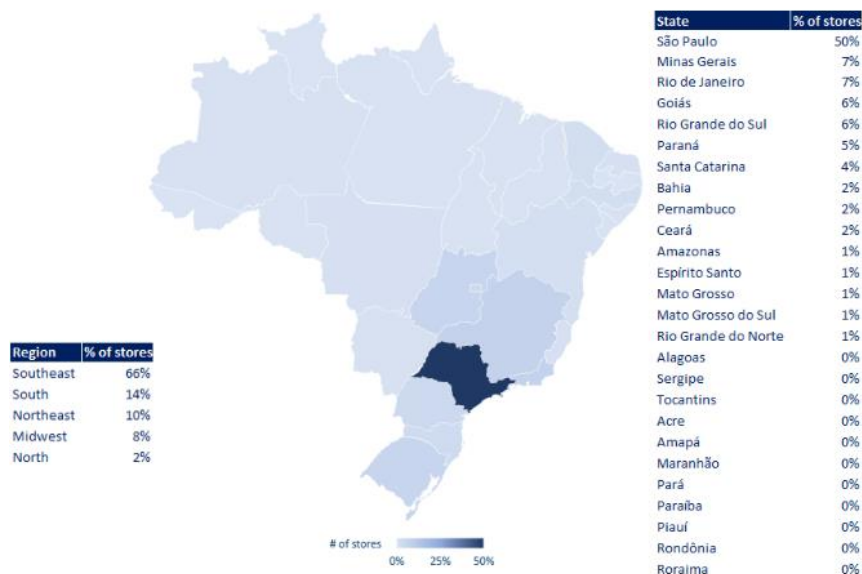 State % of stores
São Paulo 50%
Minas Gerais 7%
Rio de Janeiro 7%
Goiás 6%
Rio Grande do Sul 6%
Paraná 5%
Santa Catarina 4%
Bahia 2%
Pernambuco 2%
Ceará 2%
Amazonas 1%
Espírito Santo 1%
Mato Grosso 1%
Mato Grosso do Sul 1%
Rio Grande do Norte 1%
Alagoas 0%
Sergipe 0%
Tocantins 0%
Acre 0%
Amapá 0%
Maranhão 0%
Pará 0%
Paraíba 0%
Piauí 0%
Rondônia 0%
Roraima 0%
Region % of stores
Southeast 66%
South 14%
Northeast 10%
Midwest 8%
North 2%
# of stores
0% 25% 50%